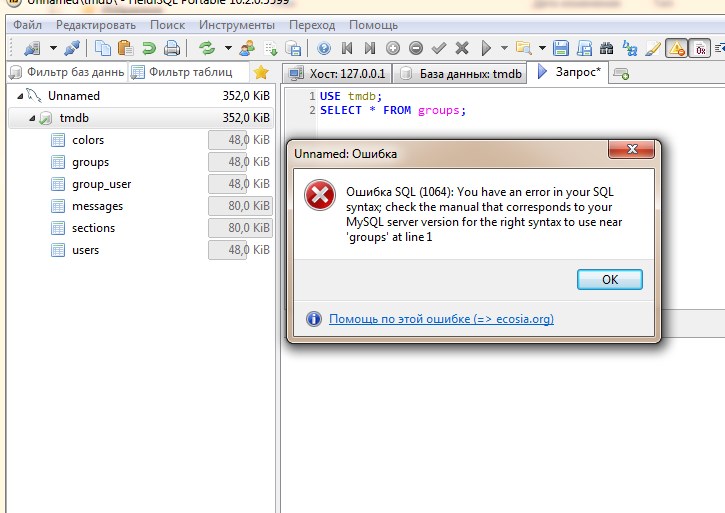 Unnamed\tmdb\ - HeidiSQL Portable 10.2.0.5599
Файл Редактировать Поиск Инструменты Переход Помощь
Фильтр баз даннь Фильтр таблиц
Хост: 127.0.0.1 База данных: tmdb Запрос*
Unnamed 352,0 KiB
tmdb 352,0 KiB
colors 48,0 KiB
groups 48,0 KiB
group_user 48,0 KiB
messages 80,0 KiB
sections 80,0 KiB
users 48,0 KiB
1 USE tmdb;
2 SELECT * FROM groups;
Unnamed: Ошибка
Ошибка SQL (1064): You have an error in your SQL
syntax; check the manual that corresponds to your
MySQL server version for the right syntax to use near
'groups' at line 1
OK
Помощь по этой ошибке (=> ecosia.org)